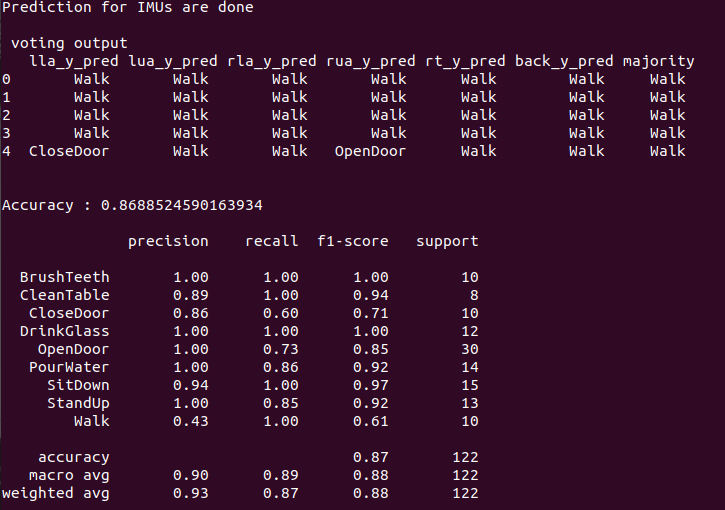 Prediction for IMUs are done
voting output
lla_y_pred lua_y_pred rla_y_pred rua_y_pred rt_y_pred back_y_pred majority
0 Walk Walk Walk Walk Walk Walk Walk
1 Walk Walk Walk Walk Walk Walk Walk
2 Walk Walk Walk Walk Walk Walk Walk
3 Walk Walk Walk Walk Walk Walk Walk
4 CloseDoor Walk Walk OpenDoor Walk Walk Walk
Accuracy : 0.8688524590163934
precision recall f1-score support
BrushTeeth 1.00 1.00 1.00 10
CleanTable 0.89 1.00 0.94 8
CloseDoor 0.86 0.60 0.71 10
DrinkGlass 1.00 1.00 1.00 12
OpenDoor 1.00 0.73 0.85 30
PourWater 1.00 0.86 0.92 14
SitDown 0.94 1.00 0.97 15
StandUp 1.00 0.85 0.92 13
Walk 0.43 1.00 0.61 10
accuracy 0.87 122
macro avg 0.90 0.89 0.88 122
weighted avg 0.93 0.87 0.88 122